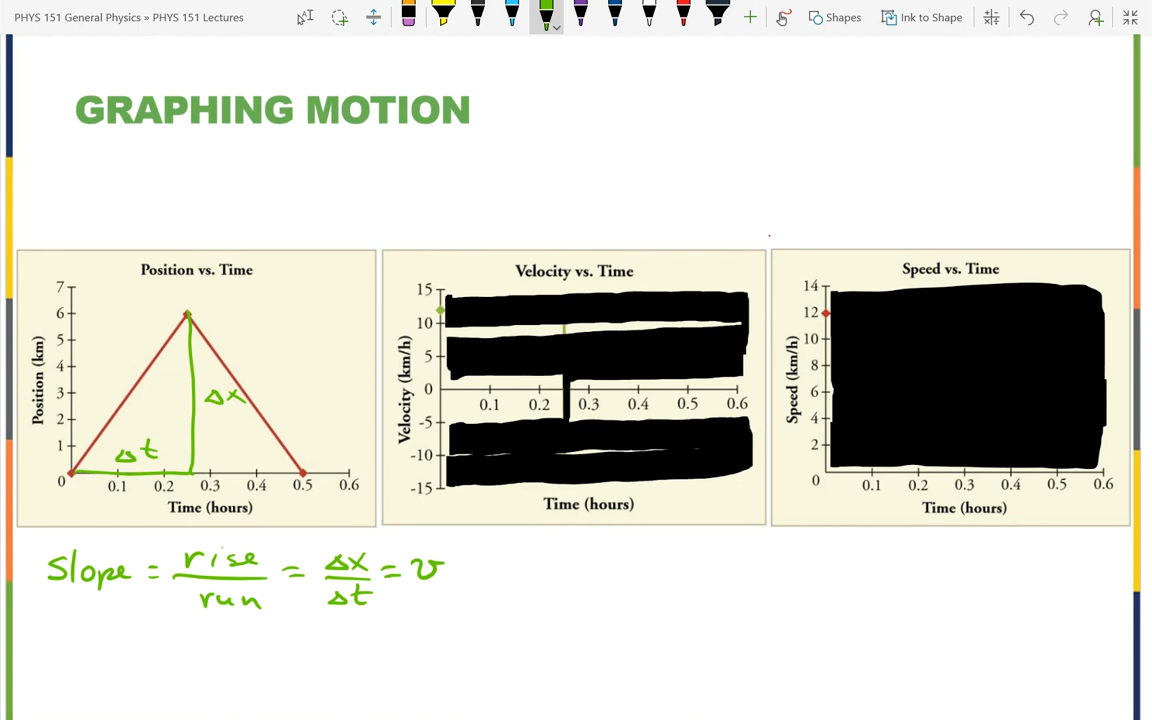 PHYS 151 General Physics » PHYS 151 Lectures
Shapes
Ink to Shape
GRAPHING MOTION
Position vs. Time
7
6
5
4
3
2
1
0
0.1 0.2 0.3 0.4 0.5 0.6
Position (km)
Time (hours)
Δx
Δt
Velocity vs. Time
15
10
5
0
-5
-10
-15
0.1 0.2 0.3 0.4 0.5 0.6
Velocity (km/h)
Time (hours)
Speed vs. Time
14
12
10
8
6
4
2
0
0.1 0.2 0.3 0.4 0.5 0.6
Speed (km/h)
Time (hours)
Slope = rise/run = Δx/Δt = v